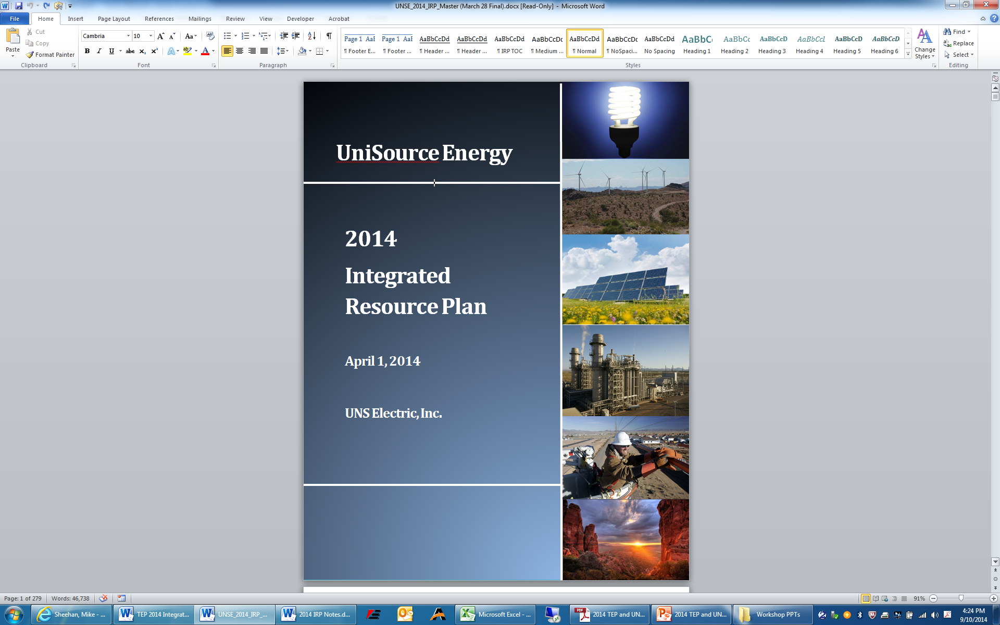 UNSE_2014_IRP_Master (March 28 Final).docx [Read-Only] - Microsoft Word
File Home Insert Page Layout References Mailings Review View Developer Acrobat
Paste
Cut
Copy
Format Painter
Clipboard
Cambria 10
Font
Paragraph
Page 1 AaI Page 1 AaI AaBbCcDd AaBbCcDd AaBbCcDd AaBbCcDc AaBbCcDd AaBbCcDc AaBbCcDd AaBbC AaBbCc AaBbCcD AaBbCcI AaBbCcD AaBbCcD
¶ Footer E... ¶ Footer ... ¶ Header ... ¶ Header ... ¶ IRP TOC ¶ Medium ... ¶ Normal ¶ NoSpaci... No Spacing Heading 1 Heading 2 Heading 3 Heading 4 Heading 5 Heading 6
Styles
Change Styles
Find
Replace
Select
Editing
UniSource Energy
2014
Integrated
Resource Plan
April 1, 2014
UNS Electric, Inc.
Page: 1 of 279 Words: 46,738 91%
Sheehan, Mike - ... TEP 2014 Integrat... UNSE_2014_IRP_... 2014 IRP Notes.d... Microsoft Excel - ... 2014 TEP and UN... 2014 TEP and UN... Workshop PPTs
4:24 PM
9/10/2014